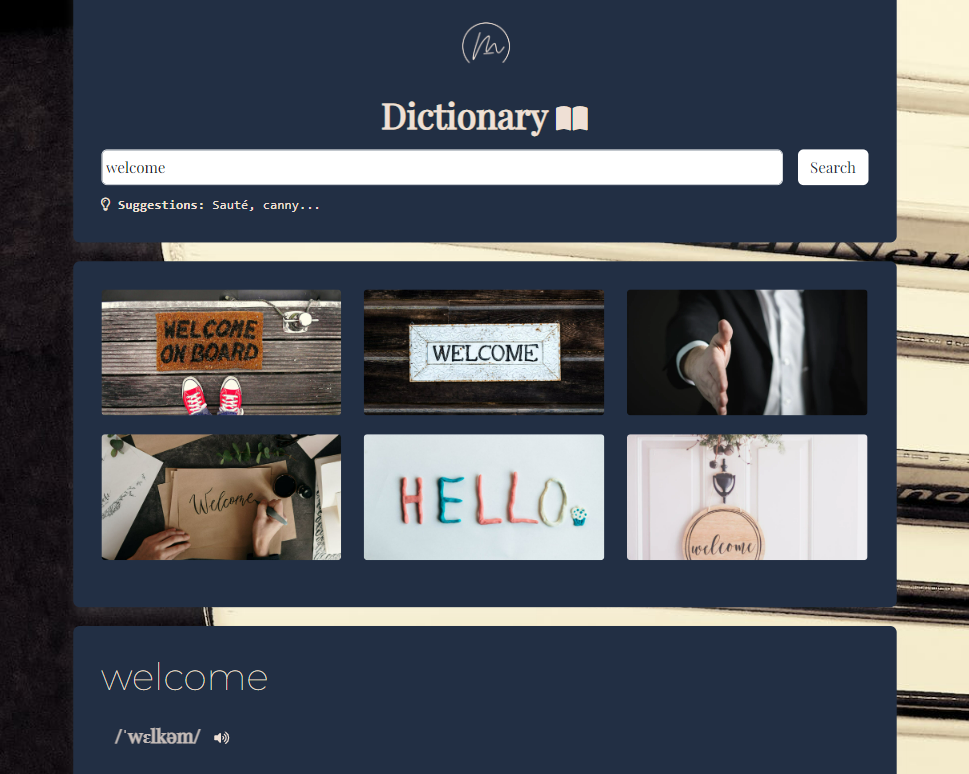 Dictionary
welcome
Search
Suggestions: Sauté, canny...
WELCOME
ON BOARD
WELCOME
Welcome
HELLO
welcome
welcome
/ˈwɛlkəm/